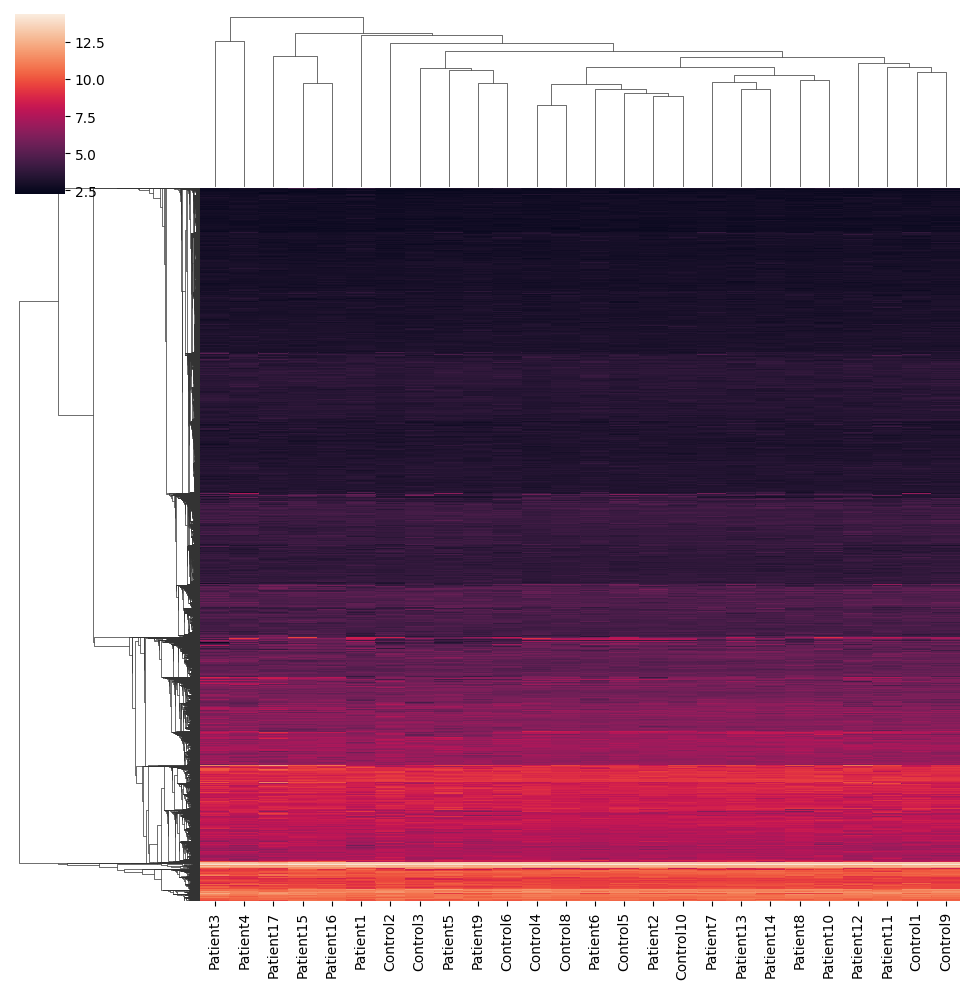 12.5
10.0
7.5
5.0
2.5
Patient3
Patient4
Patient17
Patient15
Patient16
Patient1
Control2
Control3
Patient5
Patient9
Control6
Control4
Control8
Patient6
Control5
Patient2
Control10
Patient7
Patient13
Patient14
Patient8
Patient10
Patient12
Patient11
Control1
Control9